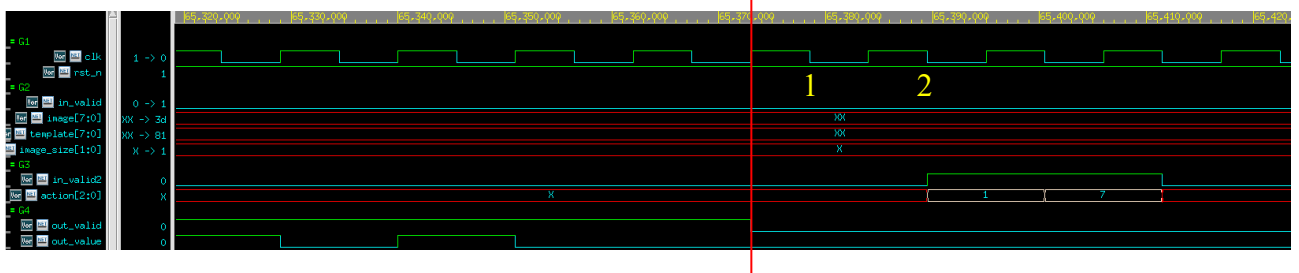 65,320,000 65,330,000 65,340,000 65,350,000 65,360,000 65,370,000 65,380,000 65,390,000 65,400,000 65,410,000 65,420,
= G1
clk 1 -> 0
rst_n 1
1 2
= G2
in_valid 0 -> 1
image[7:0] XX -> 3d XX
template[7:0] XX -> 81 XX
image_size[1:0] X -> 1 X
= G3
in_valid2 0
action[2:0] X X 1 7
= G4
out_valid 0
out_value 0